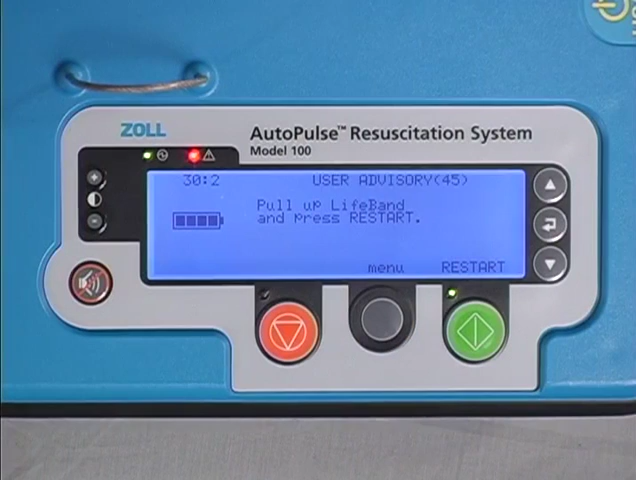 ZOLL
AutoPulse™ Resuscitation System
Model 100
30:2 USER ADVISORY(45)
Pull up LifeBand
and press RESTART.
menu RESTART